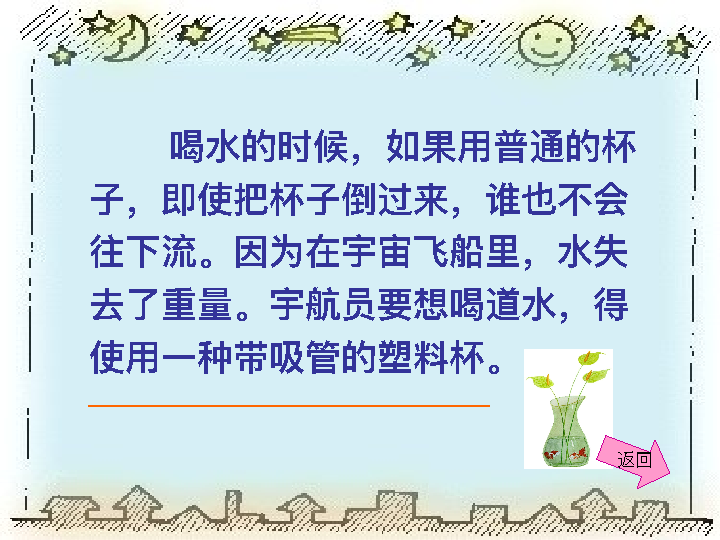 喝水的时候，如果用普通的杯
子，即使把杯子倒过来，谁也不会
往下流。因为在宇宙飞船里，水失
去了重量。宇航员要想喝道水，得
使用一种带吸管的塑料杯。
返回